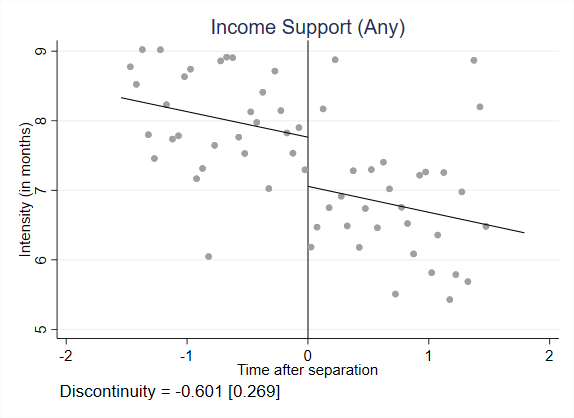 Income Support (Any)
Intensity (in months)
9
8
7
6
5
-2 -1 0 1 2
Time after separation
Discontinuity = -0.601 [0.269]